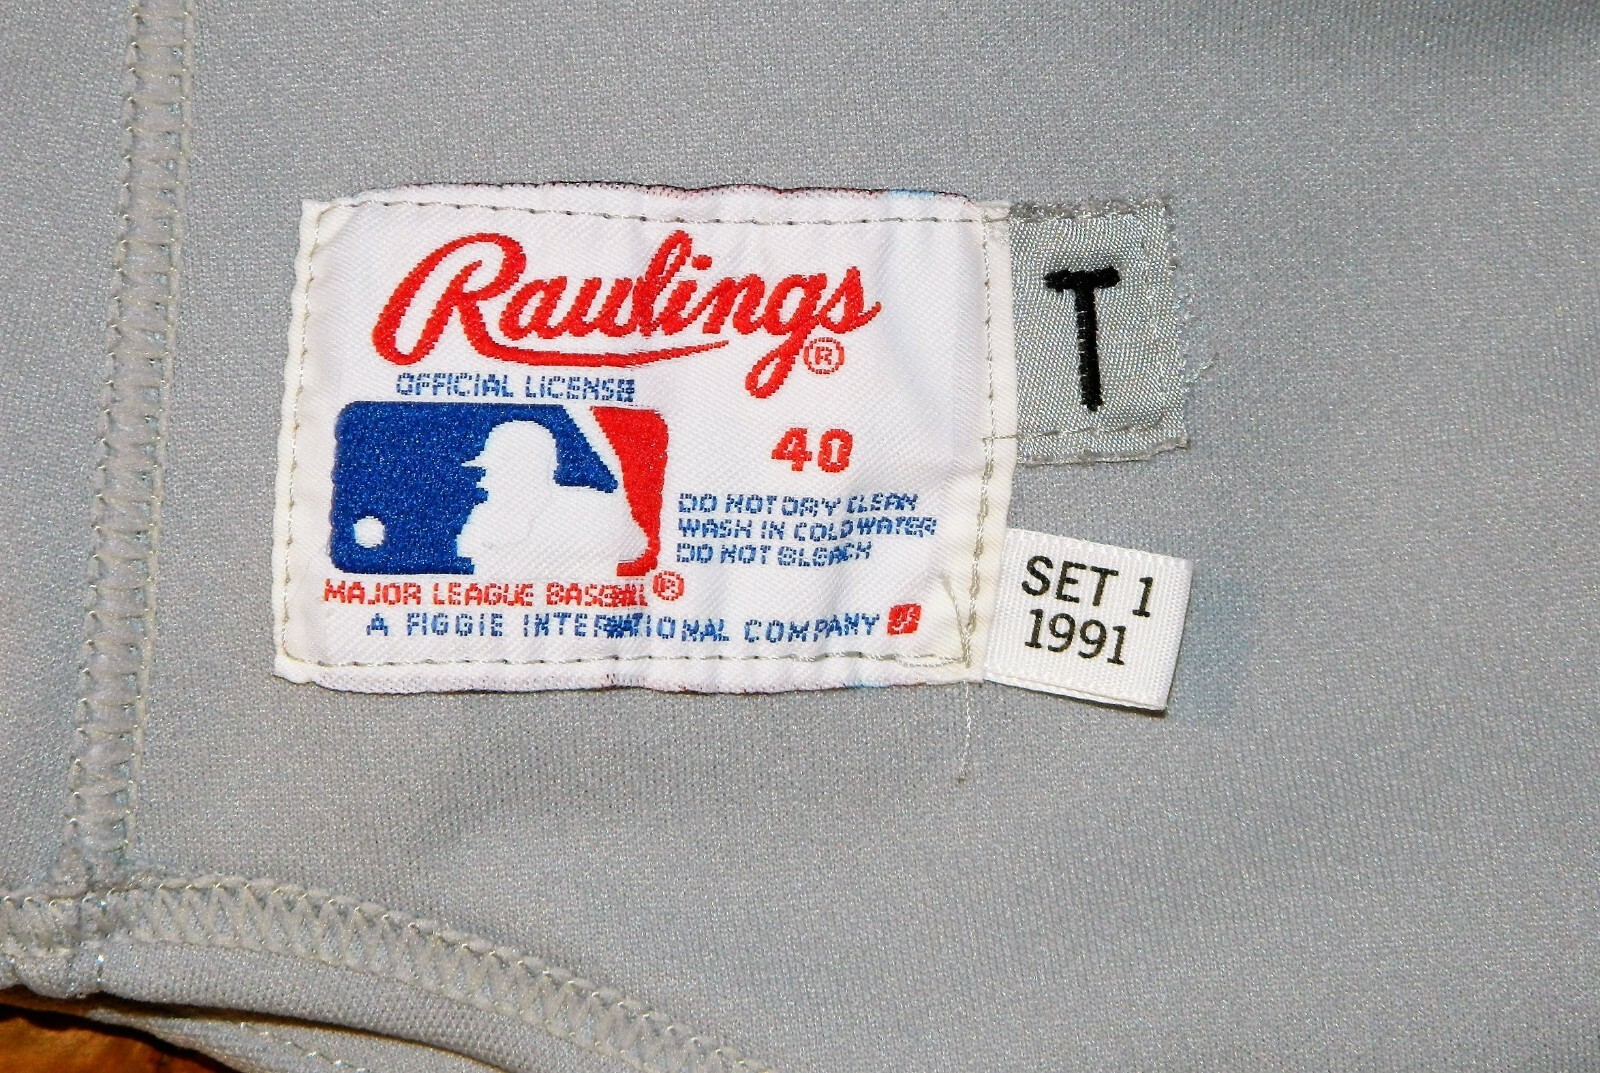 Rawlings®
OFFICIAL LICENSE
T
40
DO NOT DRY CLEAN
WASH IN COLD WATER
DO NOT BLEACH
MAJOR LEAGUE BASEBALL®
A FIGGIE INTERNATIONAL COMPANY
SET 1
1991